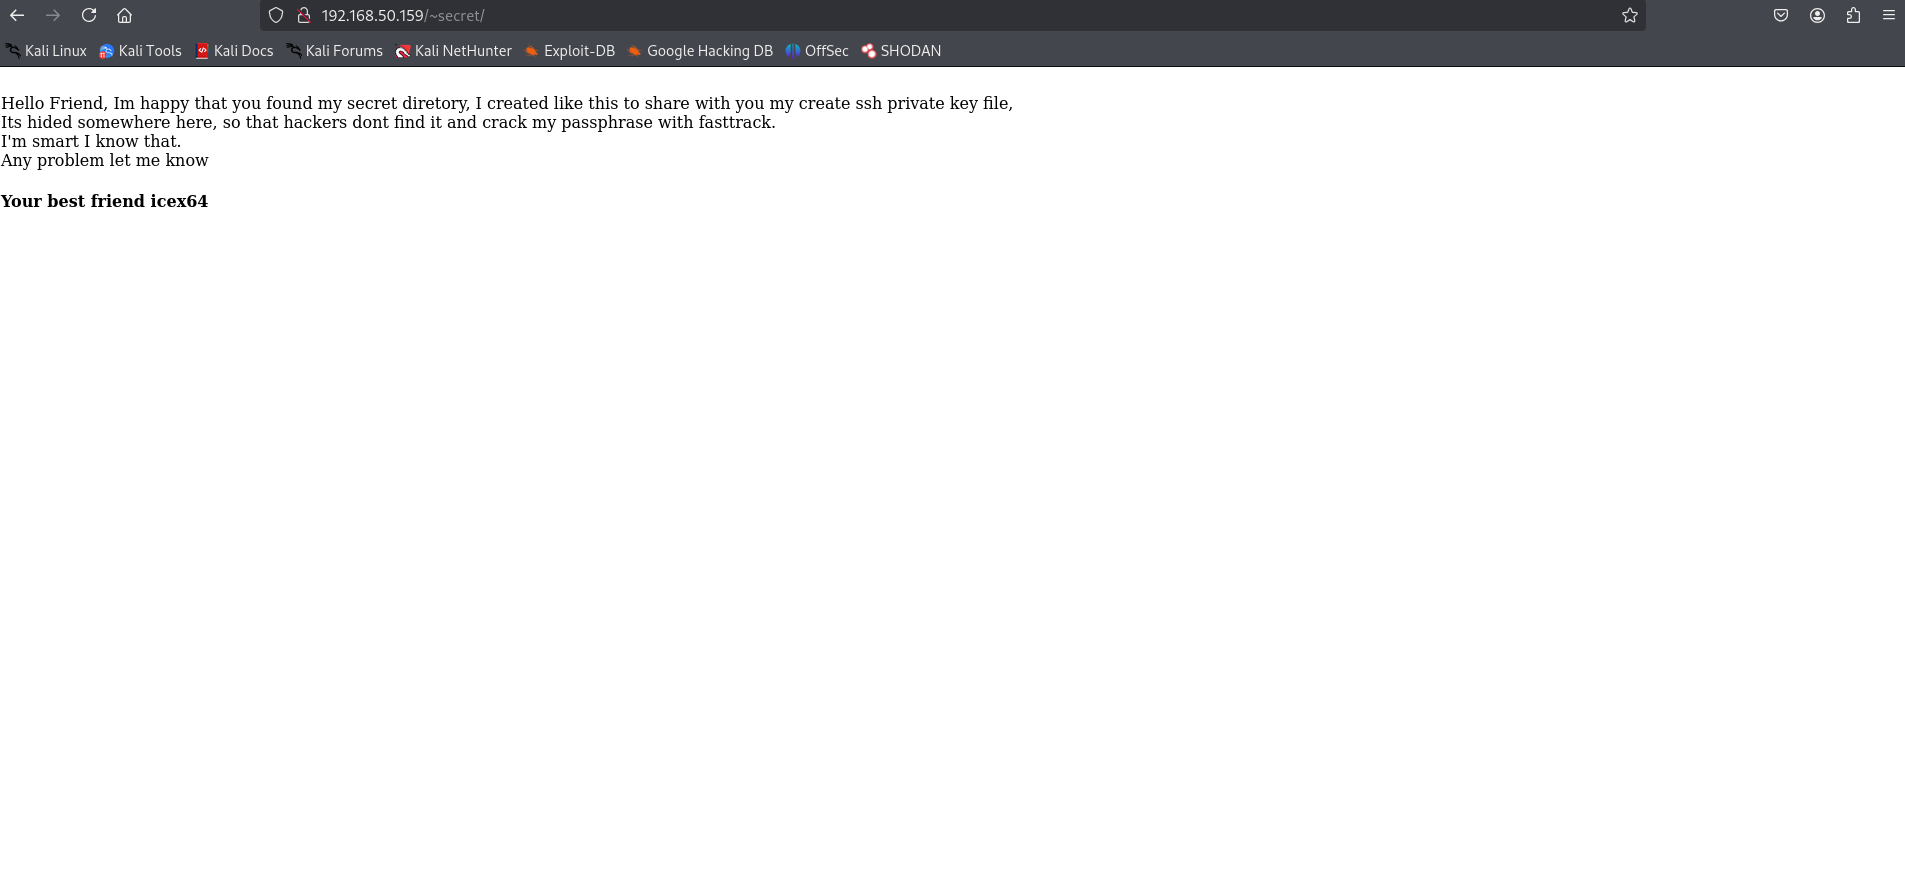 192.168.50.159/~secret/
Kali Linux Kali Tools Kali Docs Kali Forums Kali NetHunter Exploit-DB Google Hacking DB OffSec SHODAN
Hello Friend, Im happy that you found my secret diretory, I created like this to share with you my create ssh private key file,
Its hided somewhere here, so that hackers dont find it and crack my passphrase with fasttrack.
I'm smart I know that.
Any problem let me know
Your best friend icex64